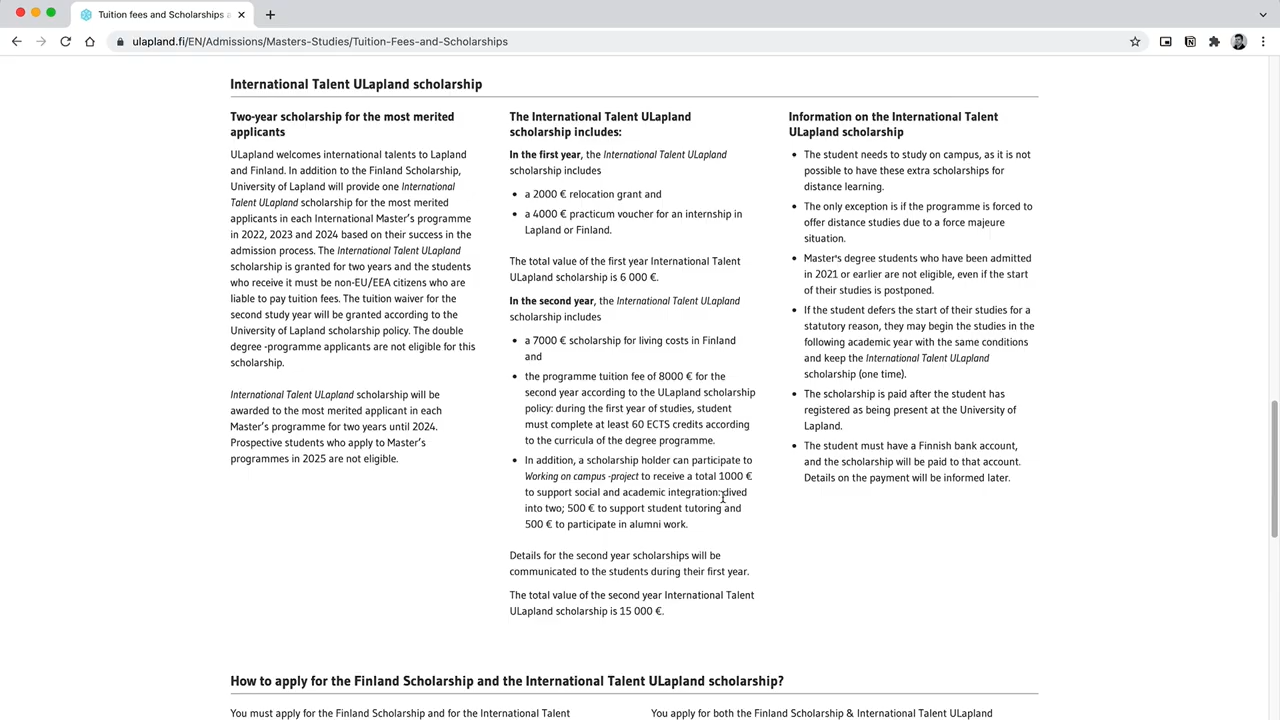 Tuition fees and Scholarships a
ulapland.fi/EN/Admissions/Masters-Studies/Tuition-Fees-and-Scholarships
International Talent ULapland scholarship
Two-year scholarship for the most merited
applicants
ULapland welcomes international talents to Lapland
and Finland. In addition to the Finland Scholarship,
University of Lapland will provide one International
Talent ULapland scholarship for the most merited
applicants in each International Master's programme
in 2022, 2023 and 2024 based on their success in the
admission process. The International Talent ULapland
scholarship is granted for two years and the students
who receive it must be non-EU/EEA citizens who are
liable to pay tuition fees. The tuition waiver for the
second study year will be granted according to the
University of Lapland scholarship policy. The double
degree -programme applicants are not eligible for this
scholarship.
International Talent ULapland scholarship will be
awarded to the most merited applicant in each
Master's programme for two years until 2024.
Prospective students who apply to Master's
programmes in 2025 are not eligible.
The International Talent ULapland
scholarship includes:
In the first year, the International Talent ULapland
scholarship includes
• a 2000 € relocation grant and
• a 4000 € practicum voucher for an internship in
Lapland or Finland.
The total value of the first year International Talent
ULapland scholarship is 6 000 €.
In the second year, the International Talent ULapland
scholarship includes
• a 7000 € scholarship for living costs in Finland
and
• the programme tuition fee of 8000 € for the
second year according to the ULapland scholarship
policy: during the first year of studies, student
must complete at least 60 ECTS credits according
to the curricula of the degree programme.
• In addition, a scholarship holder can participate to
Working on campus -project to receive a total 1000 €
to support social and academic integration: dived
into two; 500 € to support student tutoring and
500 € to participate in alumni work.
Details for the second year scholarships will be
communicated to the students during their first year.
The total value of the second year International Talent
ULapland scholarship is 15 000 €.
Information on the International Talent
ULapland scholarship
• The student needs to study on campus, as it is not
possible to have these extra scholarships for
distance learning.
• The only exception is if the programme is forced to
offer distance studies due to a force majeure
situation.
• Master's degree students who have been admitted
in 2021 or earlier are not eligible, even if the start
of their studies is postponed.
• If the student defers the start of their studies for a
statutory reason, they may begin the studies in the
following academic year with the same conditions
and keep the International Talent ULapland
scholarship (one time).
• The scholarship is paid after the student has
registered as being present at the University of
Lapland.
• The student must have a Finnish bank account,
and the scholarship will be paid to that account.
Details on the payment will be informed later.
How to apply for the Finland Scholarship and the International Talent ULapland scholarship?
You must apply for the Finland Scholarship and for the International Talent
You apply for both the Finland Scholarship & International Talent ULapland